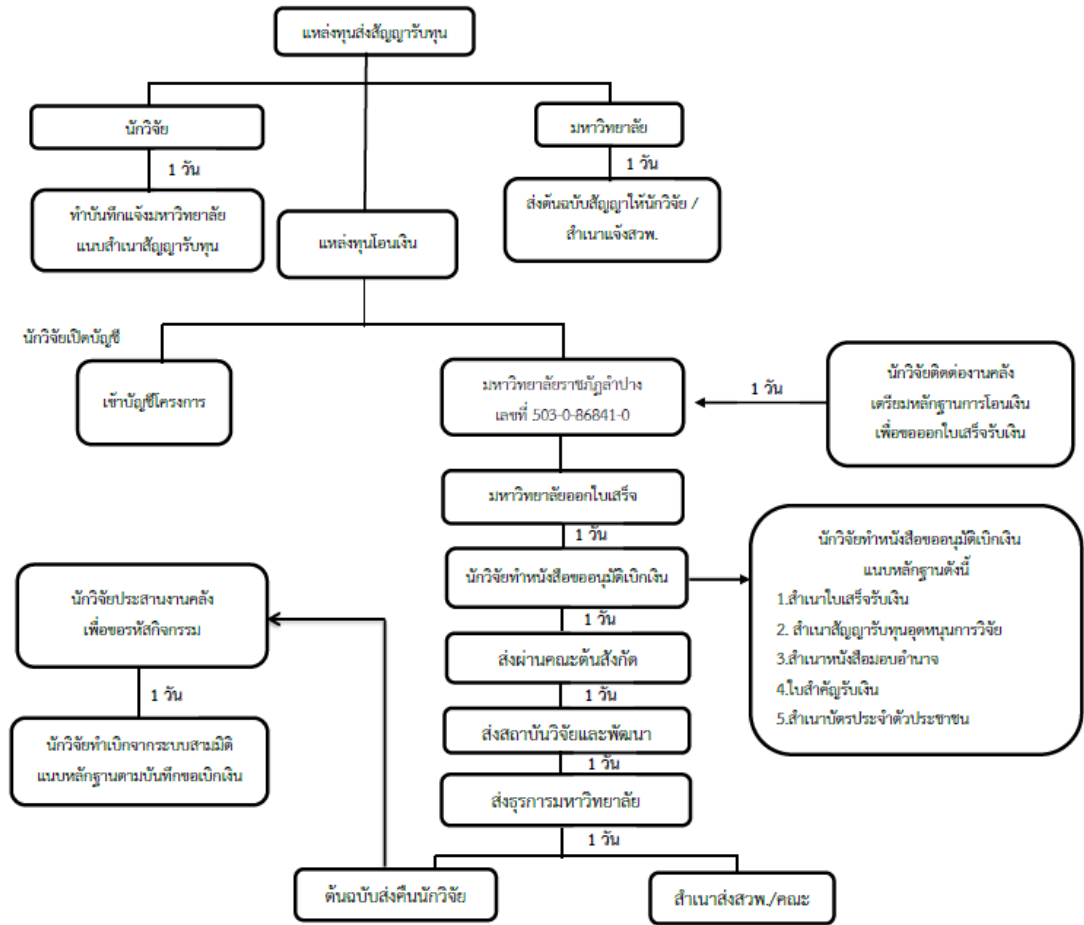 แหล่งทุนส่งสัญญารับทุน
นักวิจัย
มหาวิทยาลัย
1 วัน
1 วัน
ทำบันทึกแจ้งมหาวิทยาลัย
แนบสำเนาสัญญารับทุน
แหล่งทุนโอนเงิน
ส่งต้นฉบับสัญญาให้นักวิจัย /
สำเนาแจ้งสวพ.
นักวิจัยเปิดบัญชี
เข้าบัญชีโครงการ
มหาวิทยาลัยราชภัฏลำปาง
เลขที่ 503-0-86841-0
1 วัน
นักวิจัยติดต่องานคลัง
เตรียมหลักฐานการโอนเงิน
เพื่อขอออกใบเสร็จรับเงิน
มหาวิทยาลัยออกใบเสร็จ
1 วัน
นักวิจัยทำหนังสือขออนุมัติเบิกเงิน
นักวิจัยทำหนังสือขออนุมัติเบิกเงิน
แนบหลักฐานดังนี้
1.สำเนาใบเสร็จรับเงิน
2. สำเนาสัญญารับทุนอุดหนุนการวิจัย
3.สำเนาหนังสือมอบอำนาจ
4.ใบสำคัญรับเงิน
5.สำเนาบัตรประจำตัวประชาชน
1 วัน
ส่งผ่านคณะต้นสังกัด
1 วัน
ส่งสถาบันวิจัยและพัฒนา
1 วัน
ส่งธุรการมหาวิทยาลัย
1 วัน
ต้นฉบับส่งคืนนักวิจัย
สำเนาส่งสวพ./คณะ
นักวิจัยประสานงานคลัง
เพื่อขอรหัสกิจกรรม
1 วัน
นักวิจัยทำเบิกจากระบบสามมิติ
แนบหลักฐานตามบันทึกขอเบิกเงิน